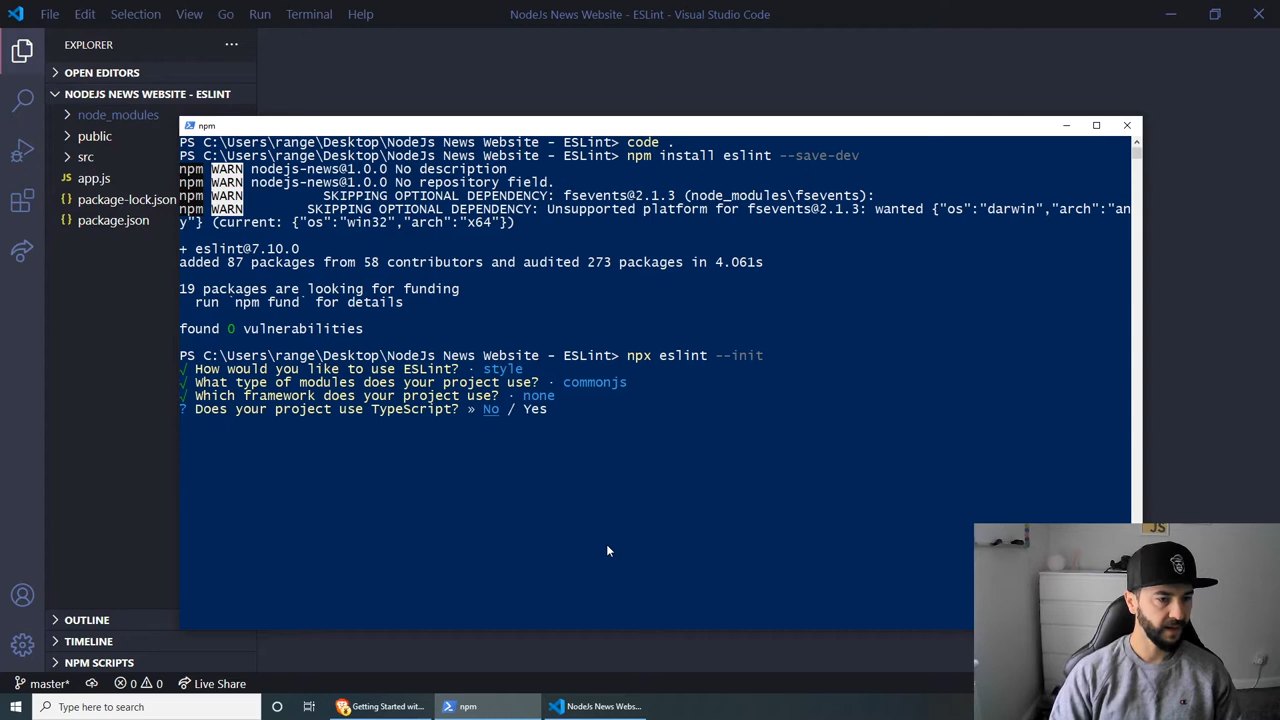 File Edit Selection View Go Run Terminal Help
NodeJs News Website - ESLint - Visual Studio Code
EXPLORER
OPEN EDITORS
NODEJS NEWS WEBSITE - ESLINT
node_modules
public
src
app.js
package-lock.json
package.json
OUTLINE
TIMELINE
NPM SCRIPTS
npm
PS C:\Users\range\Desktop\NodeJs News Website - ESLint> code .
PS C:\Users\range\Desktop\NodeJs News Website - ESLint> npm install eslint --save-dev
npm WARN nodejs-news@1.0.0 No description
npm WARN nodejs-news@1.0.0 No repository field.
npm WARN SKIPPING OPTIONAL DEPENDENCY: fsevents@2.1.3 (node_modules\fsevents):
npm WARN SKIPPING OPTIONAL DEPENDENCY: Unsupported platform for fsevents@2.1.3: wanted {"os":"darwin","arch":"an
y"} (current: {"os":"win32","arch":"x64"})
+ eslint@7.10.0
added 87 packages from 58 contributors and audited 273 packages in 4.061s
19 packages are looking for funding
run `npm fund` for details
found 0 vulnerabilities
PS C:\Users\range\Desktop\NodeJs News Website - ESLint> npx eslint --init
√ How would you like to use ESLint? · style
√ What type of modules does your project use? · commonjs
√ Which framework does your project use? · none
? Does your project use TypeScript? » No / Yes
JS
master* 0 0 Live Share
Type here to search
Getting Started wit...
npm
NodeJs News Webs...